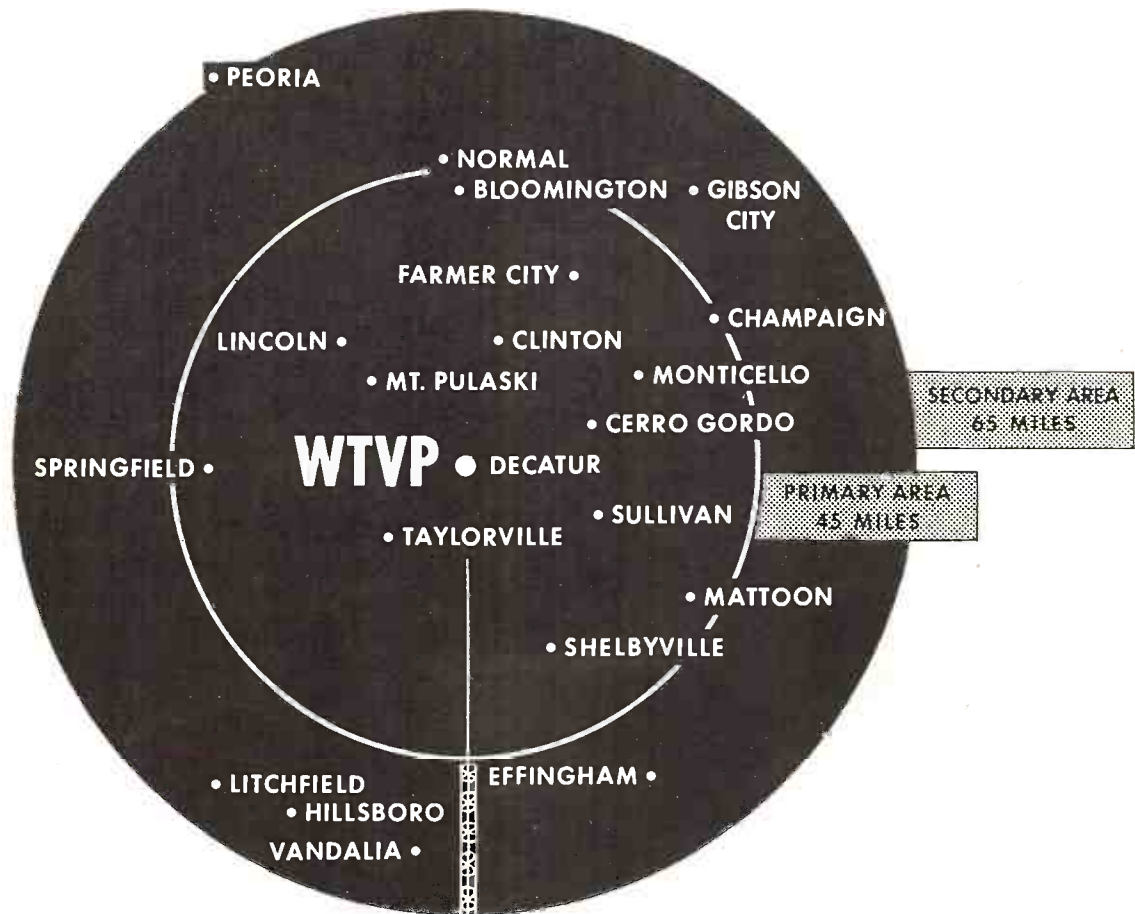 PEORIA
NORMAL
BLOOMINGTON
GIBSON
CITY
FARMER CITY
CHAMPAIGN
LINCOLN
CLINTON
MT. PULASKI
MONTICELLO
SECONDARY AREA
65 MILES
CERRO GORDO
SPRINGFIELD
WTVP
DECATUR
PRIMARY AREA
45 MILES
SULLIVAN
TAYLORVILLE
MATTOON
SHELBYVILLE
EFFINGHAM
LITCHFIELD
HILLSBORO
VANDALIA